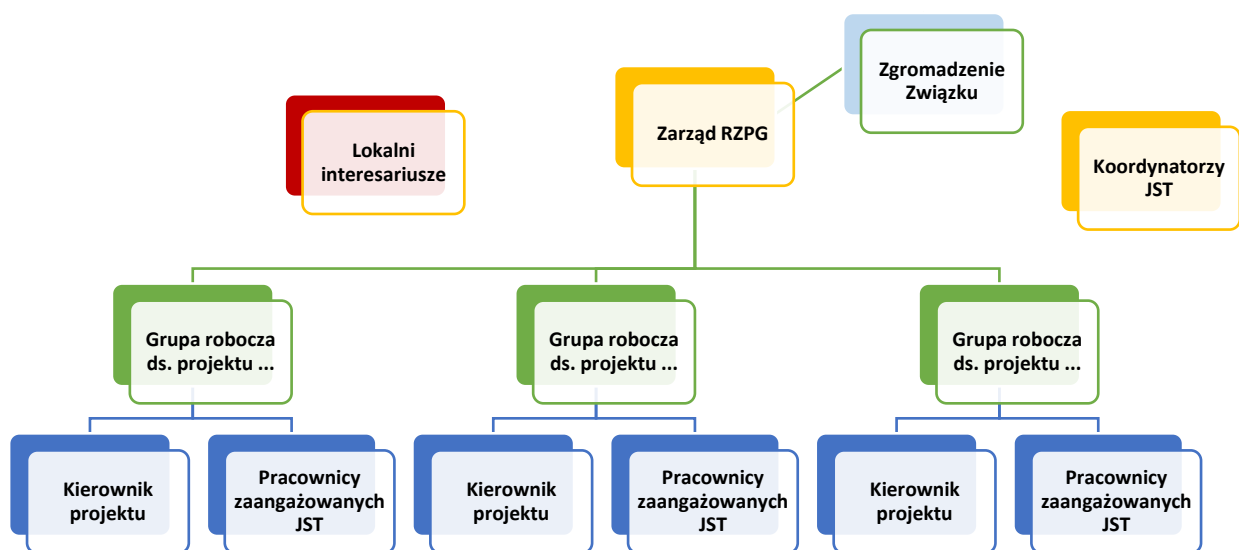 Zgromadzenie
Związku
Lokalni
interesariusze
Zarząd RZPG
Koordynatorzy
JST
Grupa robocza
ds. projektu ...
Grupa robocza
ds. projektu ...
Grupa robocza
ds. projektu ...
Kierownik
projektu
Pracownicy
zaangażowanych
JST
Kierownik
projektu
Pracownicy
zaangażowanych
JST
Kierownik
projektu
Pracownicy
zaangażowanych
JST